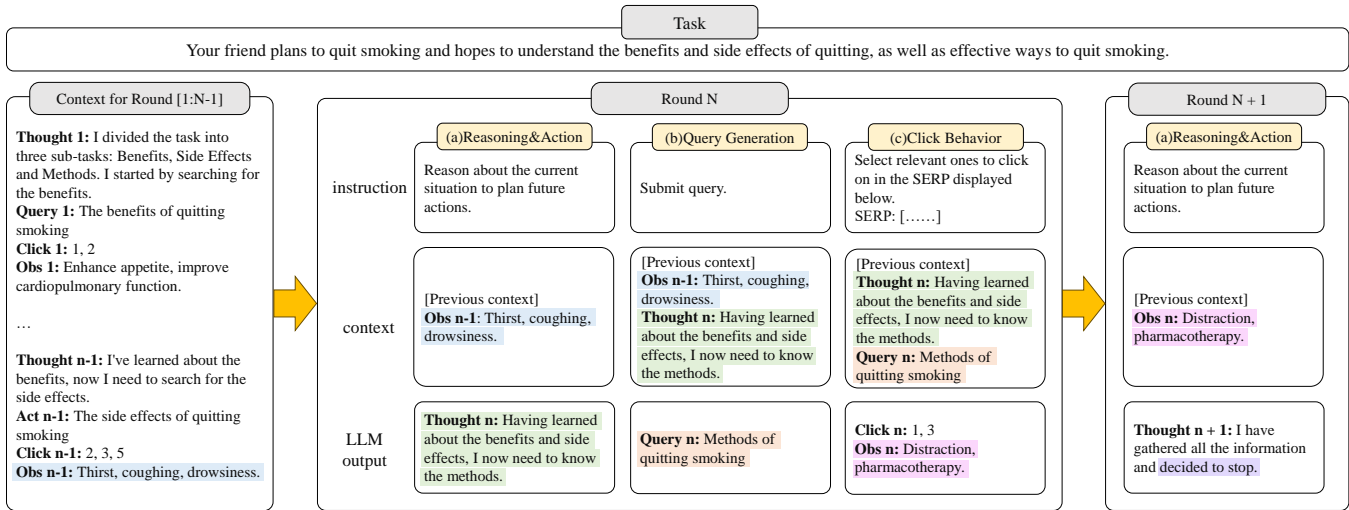 Task
Your friend plans to quit smoking and hopes to understand the benefits and side effects of quitting, as well as effective ways to quit smoking.
Context for Round [1:N-1]
Thought 1: I divided the task into
three sub-tasks: Benefits, Side Effects
and Methods. I started by searching for
the benefits.
Query 1: The benefits of quitting
smoking
Click 1: 1, 2
Obs 1: Enhance appetite, improve
cardiopulmonary function.
…
Thought n-1: I've learned about the
benefits, now I need to search for the
side effects.
Act n-1: The side effects of quitting
smoking
Click n-1: 2, 3, 5
Obs n-1: Thirst, coughing, drowsiness.
Round N
instruction
context
LLM
output
(a)Reasoning&Action
Reason about the current
situation to plan future
actions.
[Previous context]
Obs n-1: Thirst, coughing,
drowsiness.
Thought n: Having learned
about the benefits and side
effects, I now need to know
the methods.
(b)Query Generation
Submit query.
[Previous context]
Obs n-1: Thirst, coughing,
drowsiness.
Thought n: Having learned
about the benefits and side
effects, I now need to know
the methods.
Query n: Methods of
quitting smoking
(c)Click Behavior
Select relevant ones to click
on in the SERP displayed
below.
SERP: [……]
[Previous context]
Thought n: Having learned
about the benefits and side
effects, I now need to know
the methods.
Query n: Methods of
quitting smoking
Click n: 1, 3
Obs n: Distraction,
pharmacotherapy.
Round N + 1
(a)Reasoning&Action
Reason about the current
situation to plan future
actions.
[Previous context]
Obs n: Distraction,
pharmacotherapy.
Thought n + 1: I have
gathered all the information
and decided to stop.